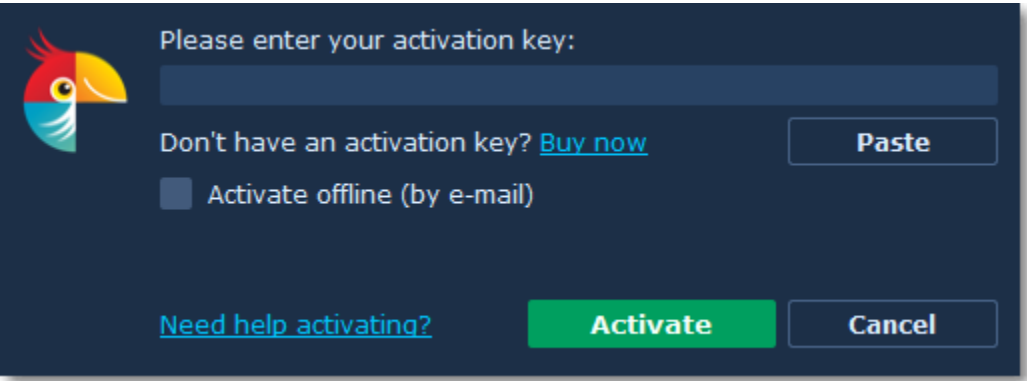 Please enter your activation key:
Don't have an activation key? Buy now
Paste
Activate offline (by e-mail)
Need help activating?
Activate
Cancel